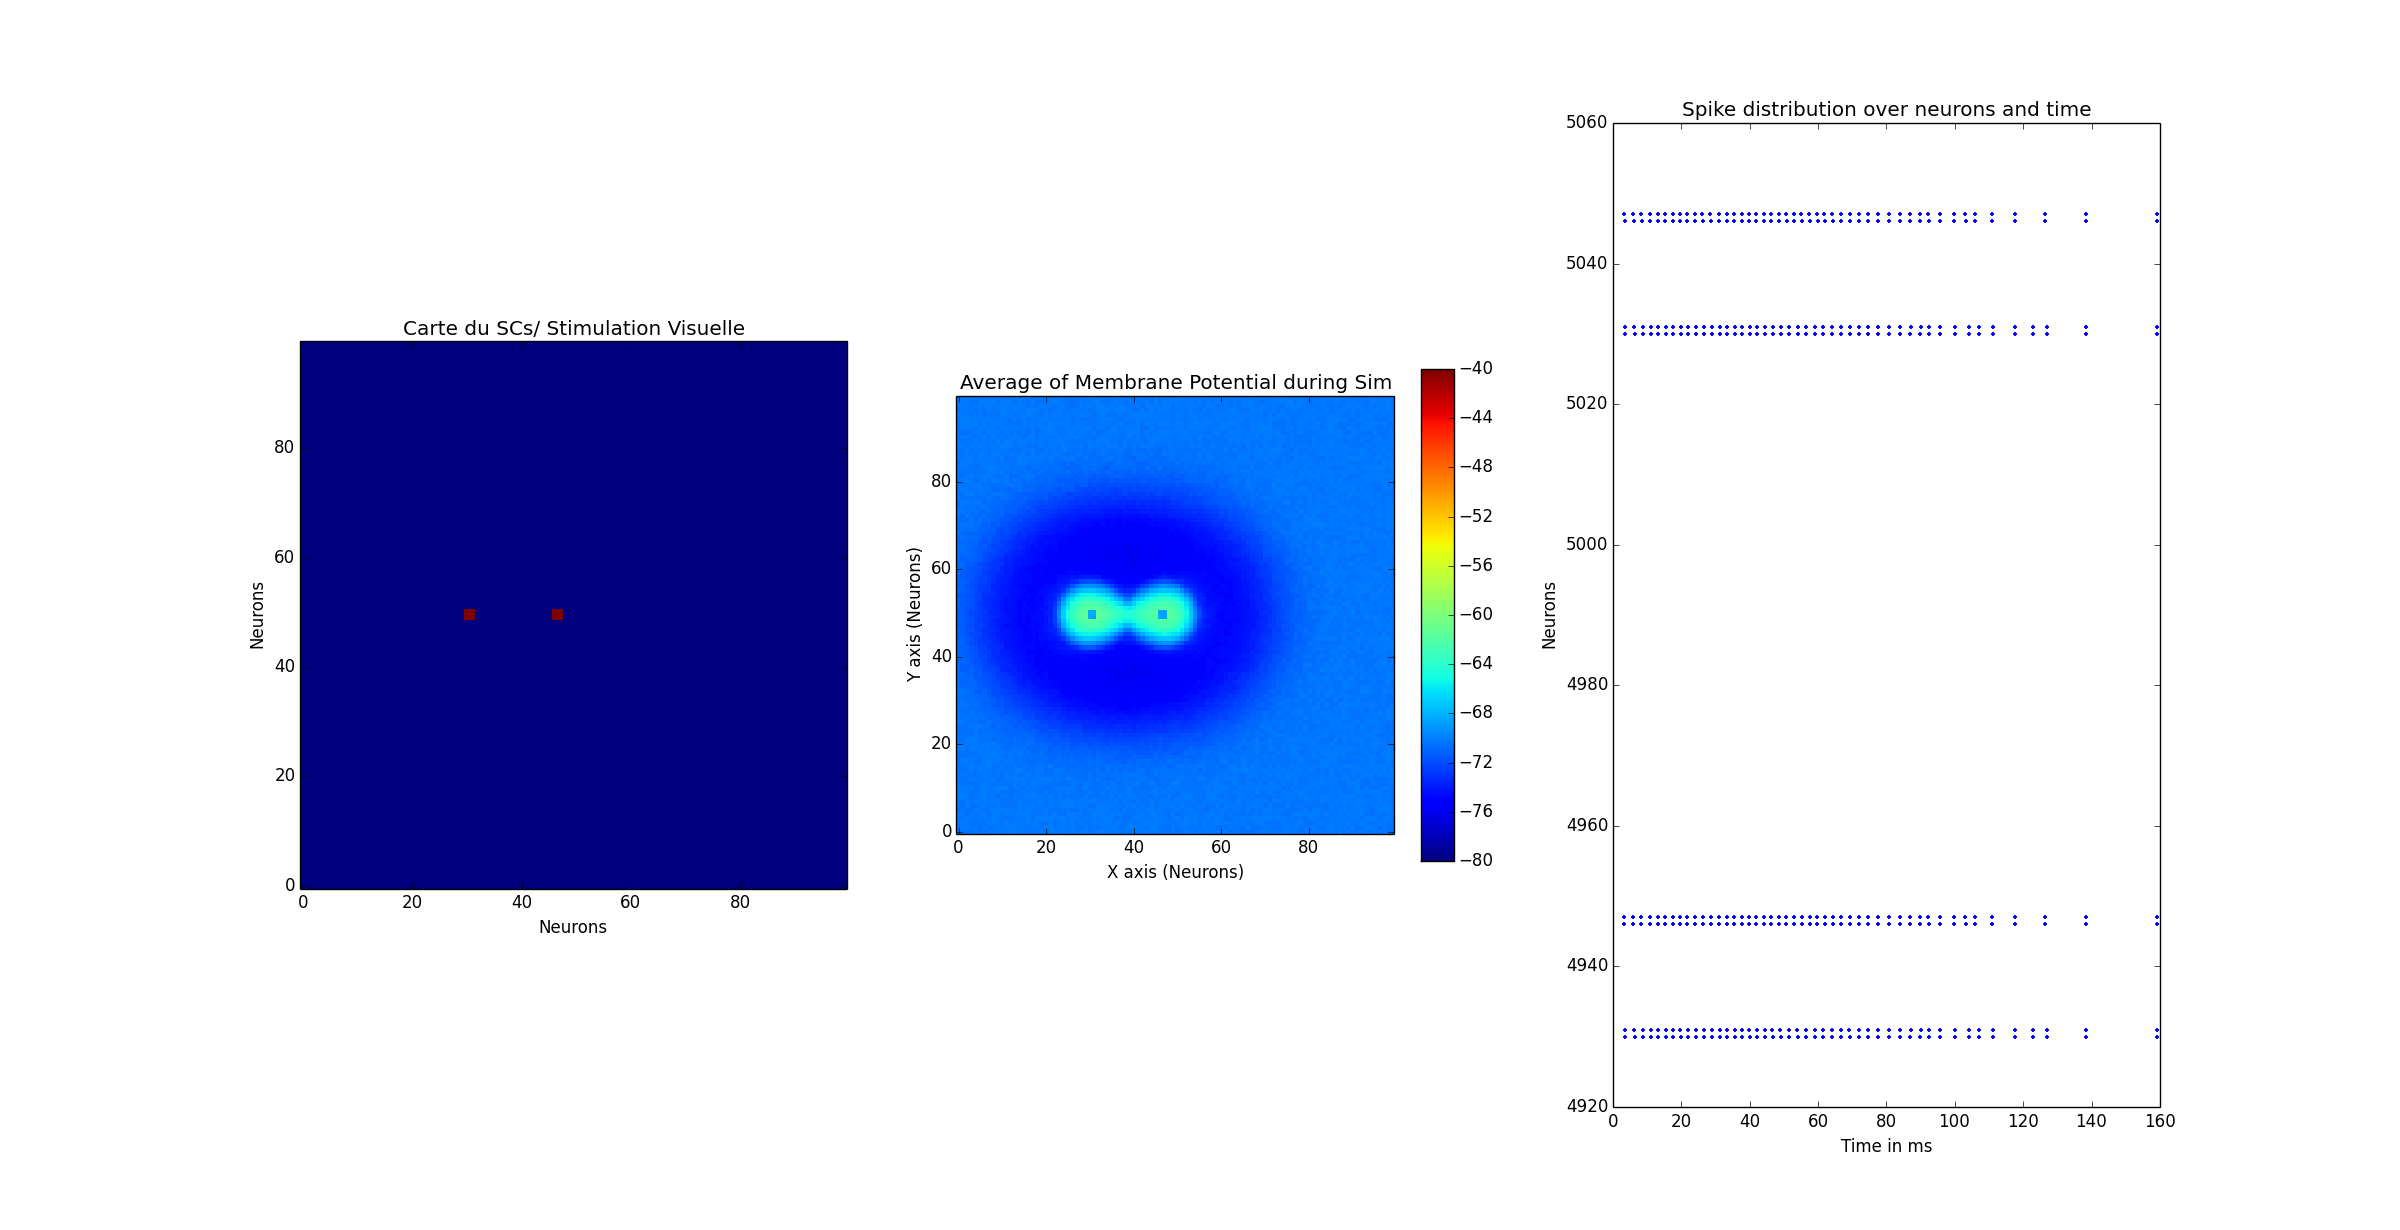 Carte du SCs/ Stimulation Visuelle
80
60
40
20
0
Neurons
0 20 40 60 80
Neurons
Average of Membrane Potential during Sim
80
60
40
20
0
Y axis (Neurons)
0 20 40 60 80
X axis (Neurons)
−40
−44
−48
−52
−56
−60
−64
−68
−72
−76
−80
Spike distribution over neurons and time
5060
5040
5020
5000
4980
4960
4940
4920
Neurons
0 20 40 60 80 100 120 140 160
Time in ms